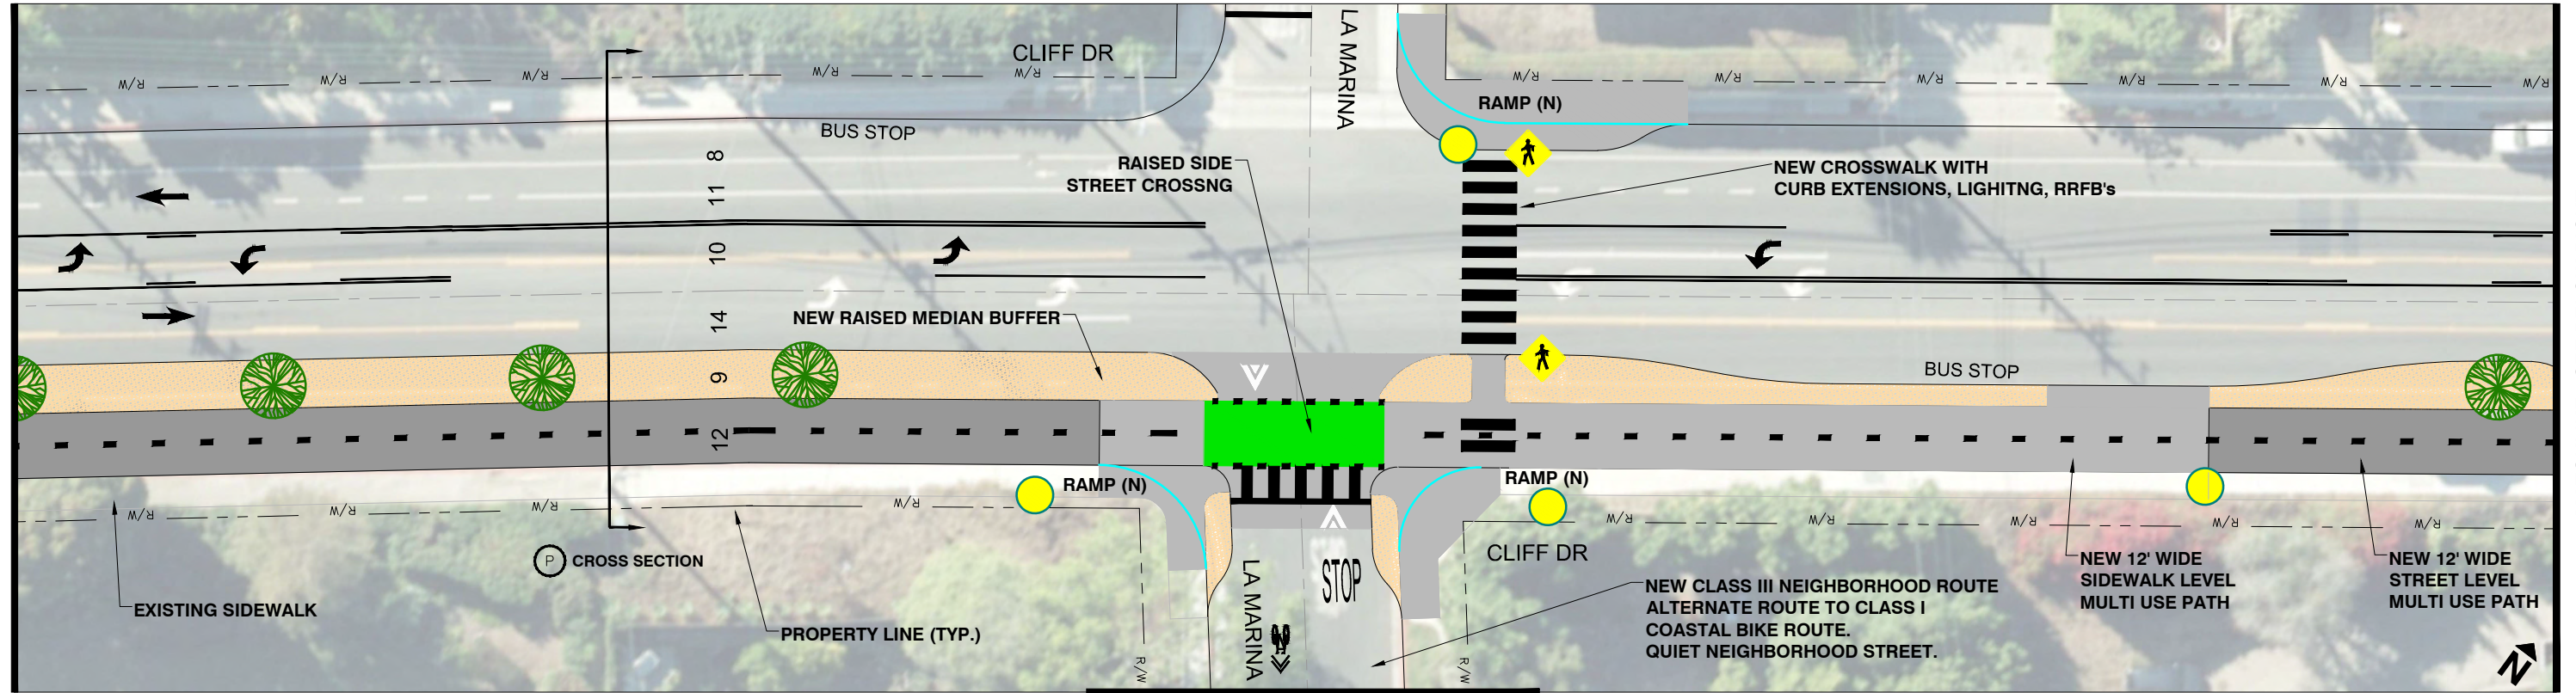 CLIFF DR
LA MARINA
R/W R/W R/W R/W R/W
R/W R/W R/W R/W R/W R/W
RAMP (N)
BUS STOP
8
11
10
14
9
12
RAISED SIDE
STREET CROSSNG
NEW CROSSWALK WITH
CURB EXTENSIONS, LIGHITNG, RRFB's
NEW RAISED MEDIAN BUFFER
BUS STOP
RAMP (N)
RAMP (N)
R/W R/W R/W R/W
R/W R/W R/W R/W R/W
P CROSS SECTION
CLIFF DR
STOP
LA MARINA
EXISTING SIDEWALK
PROPERTY LINE (TYP.)
R/W
R/W
NEW CLASS III NEIGHBORHOOD ROUTE
ALTERNATE ROUTE TO CLASS I
COASTAL BIKE ROUTE.
QUIET NEIGHBORHOOD STREET.
NEW 12' WIDE
SIDEWALK LEVEL
MULTI USE PATH
NEW 12' WIDE
STREET LEVEL
MULTI USE PATH
N